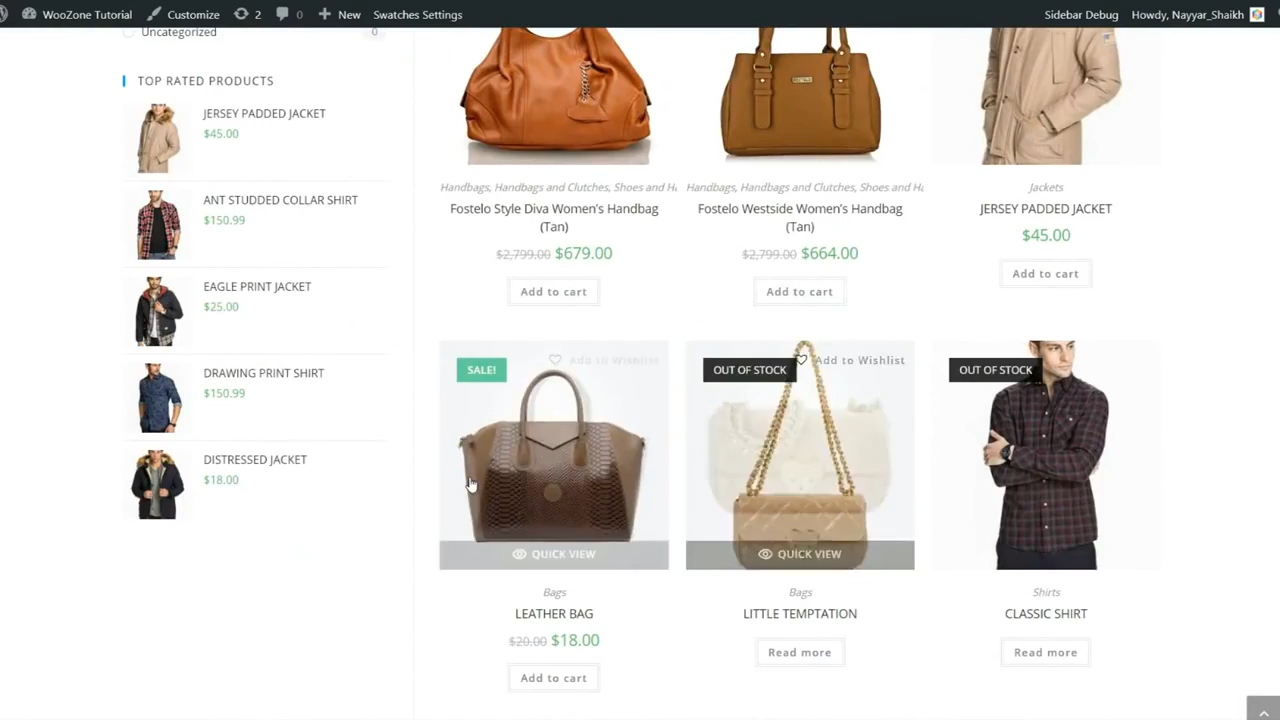 WooZone Tutorial Customize 2 0 New Swatches Settings Sidebar Debug Howdy, Nayyar_Shaikh
Uncategorized 0
TOP RATED PRODUCTS
JERSEY PADDED JACKET
$45.00
ANT STUDDED COLLAR SHIRT
$150.99
EAGLE PRINT JACKET
$25.00
DRAWING PRINT SHIRT
$150.99
DISTRESSED JACKET
$18.00
Handbags, Handbags and Clutches, Shoes and Ha
Fostelo Style Diva Women's Handbag
(Tan)
$2,799.00 $679.00
Add to cart
Handbags, Handbags and Clutches, Shoes and Ha
Fostelo Westside Women's Handbag
(Tan)
$2,799.00 $664.00
Add to cart
Jackets
JERSEY PADDED JACKET
$45.00
Add to cart
SALE! Add to Wishlist
QUICK VIEW
Bags
LEATHER BAG
$20.00 $18.00
Add to cart
OUT OF STOCK Add to Wishlist
QUICK VIEW
Bags
LITTLE TEMPTATION
Read more
OUT OF STOCK
Shirts
CLASSIC SHIRT
Read more